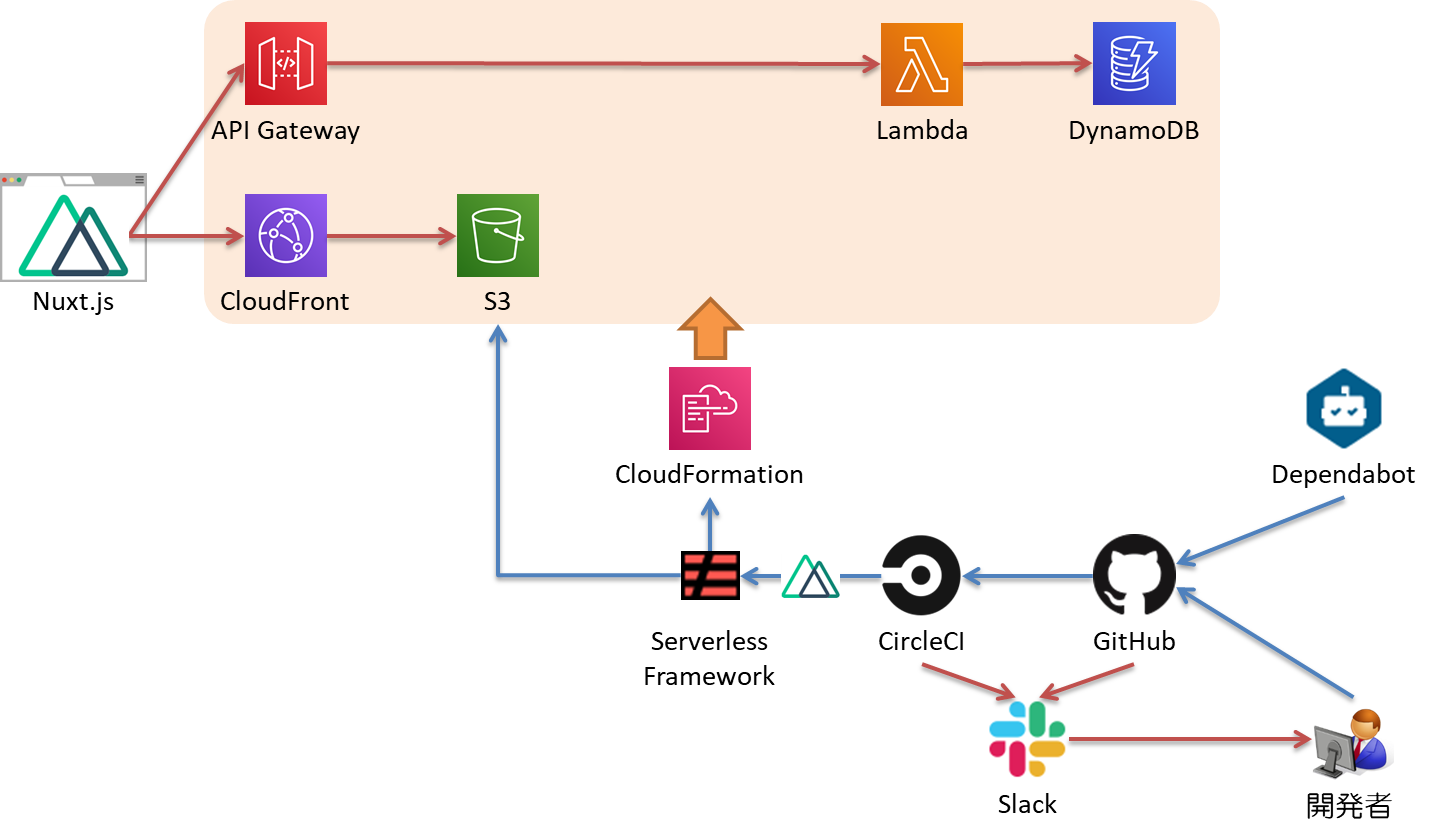 API Gateway
Lambda
DynamoDB
Nuxt.js
CloudFront
S3
CloudFormation
Dependabot
Serverless
Framework
CircleCI
GitHub
Slack
開発者